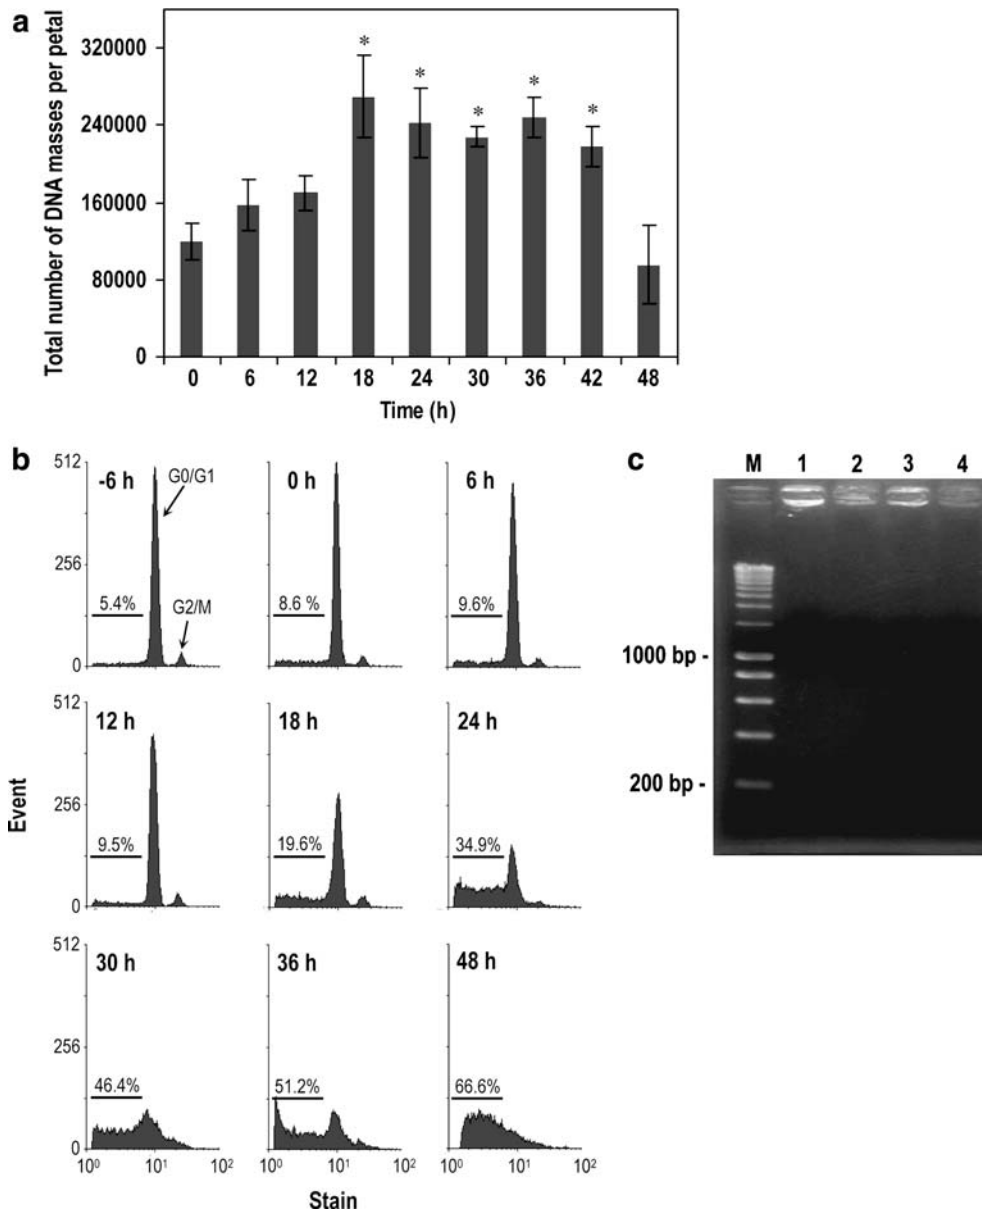 a
Total number of DNA masses per petal
320000
240000
160000
80000
0
* * * * *
0 6 12 18 24 30 36 42 48
Time (h)
b
Event
512 256 0
-6 h
G0/G1
G2/M
5.4%
0 h
8.6 %
6 h
9.6%
512 256 0
12 h
9.5%
18 h
19.6%
24 h
34.9%
512 256 0
30 h
46.4%
36 h
51.2%
48 h
66.6%
10⁰ 10¹ 10² 10⁰ 10¹ 10² 10⁰ 10¹ 10²
Stain
c
M 1 2 3 4
1000 bp -
200 bp -